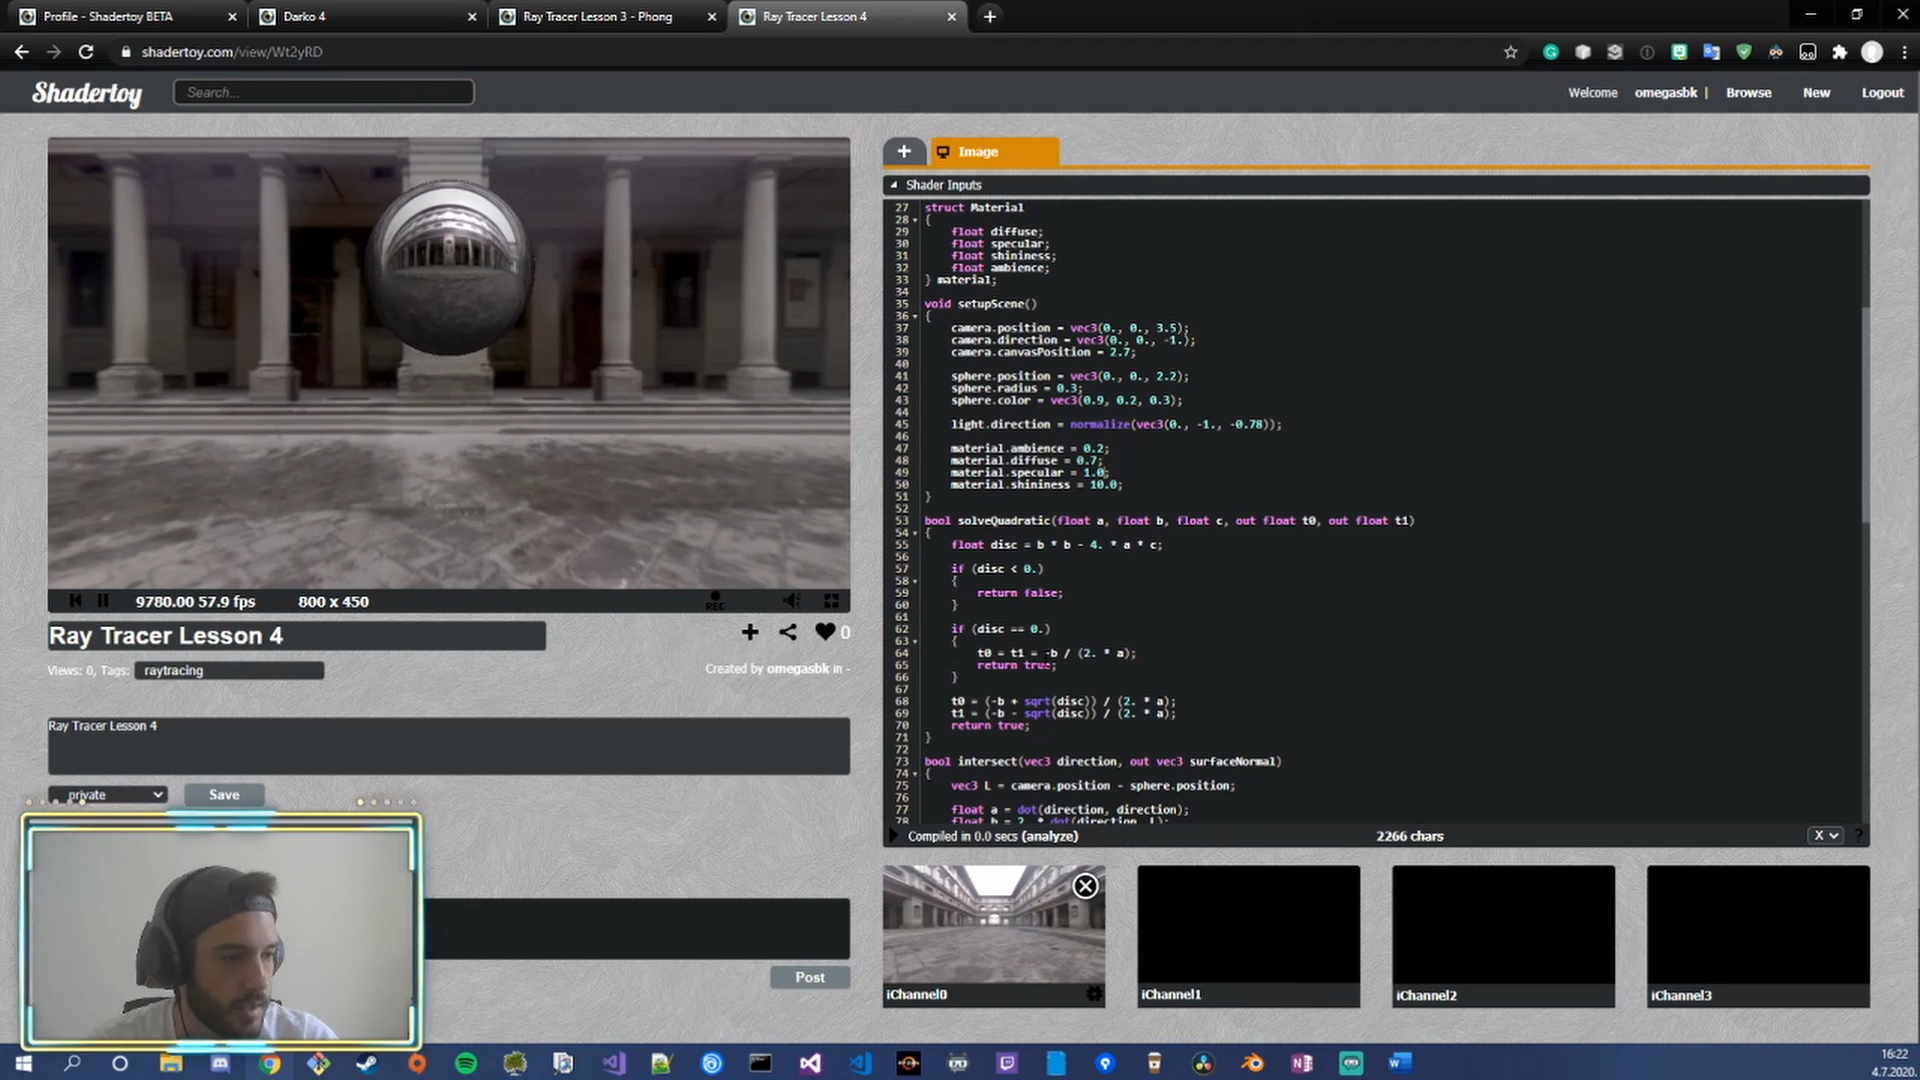 Profile - Shadertoy BETA
Darko 4
Ray Tracer Lesson 3 - Phong
Ray Tracer Lesson 4
shadertoy.com/view/Wt2yRD
Shadertoy
Search...
Welcome omegasbk | Browse New Logout
+ Image
Shader Inputs
27 struct Material
28 {
29 float diffuse;
30 float specular;
31 float shininess;
32 float ambience;
33 } material;
34
35 void setupScene()
36 {
37 camera.position = vec3(0., 0., 3.5);
38 camera.direction = vec3(0., 0., -1.);
39 camera.canvasPosition = 2.7;
40
41 sphere.position = vec3(0., 0., 2.2);
42 sphere.radius = 0.3;
43 sphere.color = vec3(0.9, 0.2, 0.3);
44
45 light.direction = normalize(vec3(0., -1., -0.78));
46
47 material.ambience = 0.2;
48 material.diffuse = 0.7;
49 material.specular = 1.0;
50 material.shininess = 10.0;
51 }
52
53 bool solveQuadratic(float a, float b, float c, out float t0, out float t1)
54 {
55 float disc = b * b - 4. * a * c;
56
57 if (disc < 0.)
58 {
59 return false;
60 }
61
62 if (disc == 0.)
63 {
64 t0 = t1 = -b / (2. * a);
65 return true;
66 }
67
68 t0 = (-b + sqrt(disc)) / (2. * a);
69 t1 = (-b - sqrt(disc)) / (2. * a);
70 return true;
71 }
72
73 bool intersect(vec3 direction, out vec3 surfaceNormal)
74 {
75 vec3 L = camera.position - sphere.position;
76
77 float a = dot(direction, direction);
78 float b = 2. * dot(direction, L);
Compiled in 0.0 secs (analyze)
2266 chars
X
?
9780.00 57.9 fps 800 x 450
REC
Ray Tracer Lesson 4
0
Views: 0, Tags: raytracing
Created by omegasbk in -
Ray Tracer Lesson 4
private
Save
Post
iChannel0
iChannel1
iChannel2
iChannel3
16:22
4.7.2020.